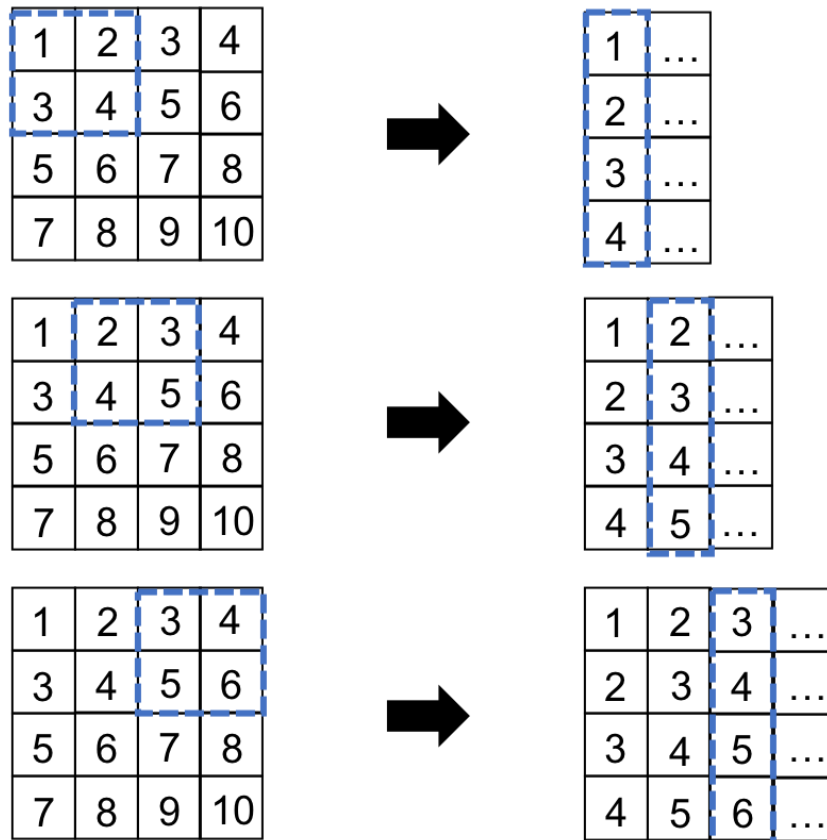 1 2 3 4 1 ...
3 4 5 6 2 ...
5 6 7 8 3 ...
7 8 9 10 4 ...
1 2 3 4 1 2 ...
3 4 5 6 2 3 ...
5 6 7 8 3 4 ...
7 8 9 10 4 5 ...
1 2 3 4 1 2 3 ...
3 4 5 6 2 3 4 ...
5 6 7 8 3 4 5 ...
7 8 9 10 4 5 6 ...